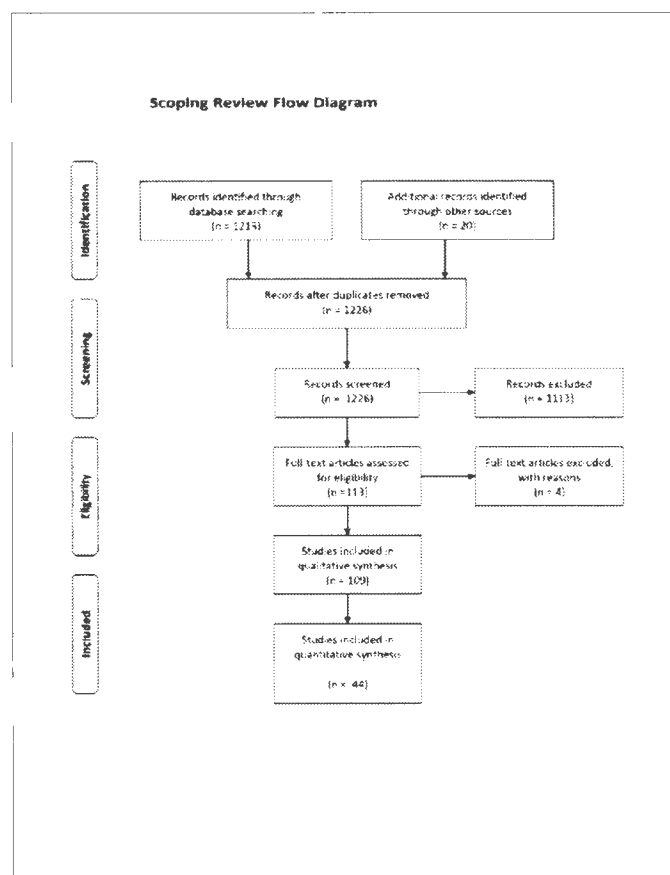 Scoping Review Flow Diagram
Identification
Records identified through
database searching
(n = 1213)
Additional records identified
through other sources
(n = 20)
Records after duplicates removed
(n = 1226)
Screening
Records screened
(n = 1226)
Records excluded
(n = 1113)
Eligibility
Full text articles assessed
for eligibility
(n =113)
Full text articles excluded,
with reasons
(n = 4)
Studies included in
qualitative synthesis
(n = 109)
Included
Studies included in
quantitative synthesis
(n = 44)